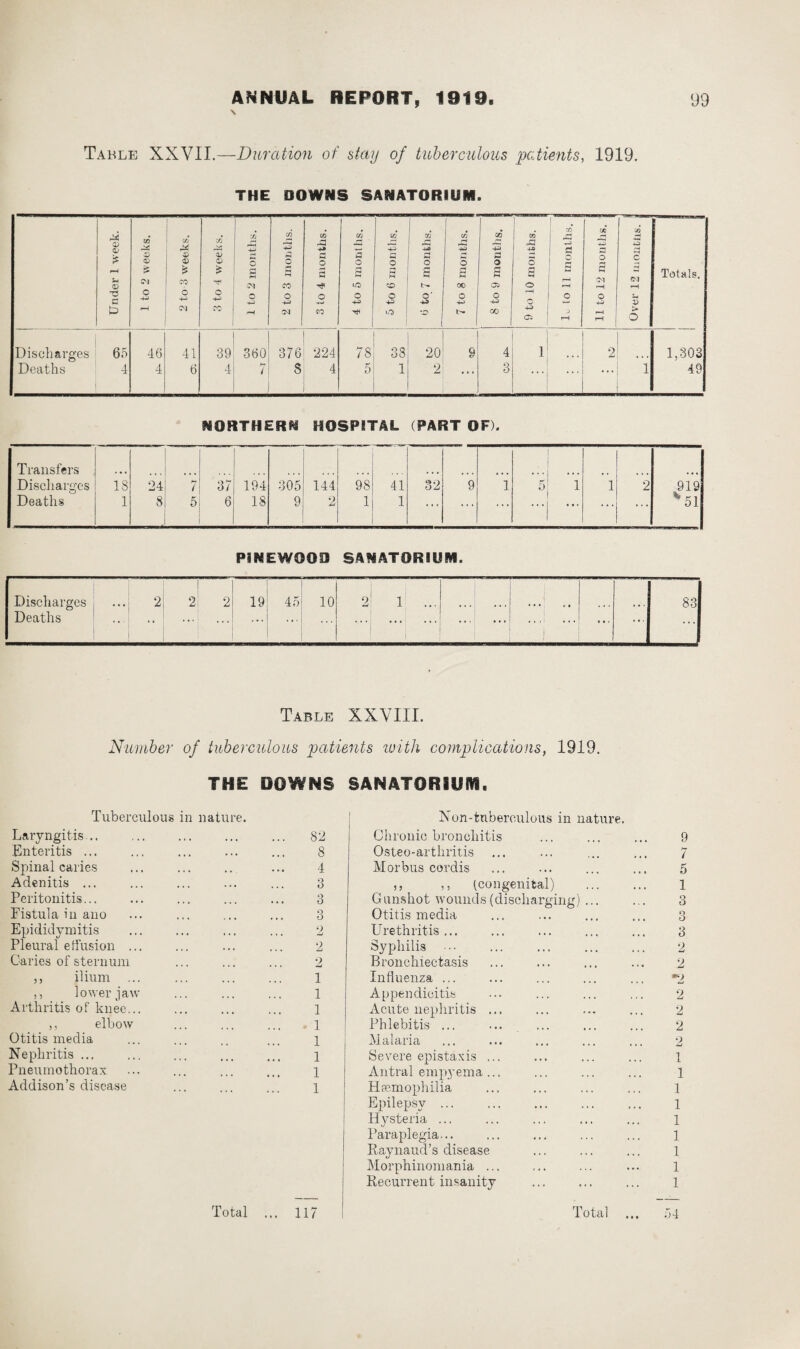 ANNUAL REPORT, 1919. 99
TABLE XXVII.—Duration of stay of tuberculous patients, 1919.
THE DOWNS SANATORIUM.
Under 1 week. 1 to 2 weeks. 2 to 3 weeks. 3 to 4 weeks. 1 to 2 months. 2 to 3 months. 3 to 4 months. 4 to 5 months. 5 to 6 months. 6 to 7 months. 7 to 8 months. 8 to 9 months. 9 to 10 months. 10 to 11 months. 11 to 12 months. Over 12 months. Totals.
Discharges 65 46 41 39 360 376 224 78 38 20 9 4 1 ... 2 ... 1,303
Deaths 4 4 6 4 7 8 4 5 1 2 ... 3 ... ... ... 1 49
NORTHERN HOSPITAL (PART OF).
Transfers ... ... ... ... ... ... ... ... ... ... ... ... ... ... .. ... ...
Discharges 18 24 7 37 194 305 144 98 41 32 9 1 5 1 1 2 919
Deaths 1 8 5 6 18 9 2 1 1 ... ... ... ... ... ... ... 51
PINEWOOD SANATORIUM.
Discharges ... 2 2 2 19 45 10 2 1 ... ... ... ... .. ... ... 83
Deaths .. .. ... ... ... ... ... ... ... ... ... ... ... ... ... ... ...
TABLE XXVIII.
Number of tuberculous patients with complications, 1919.
THE DOWNS SANATORIUM.
Tuberculous in nature.
Laryngitis .. ... ... ... ... 82
Enteritis ... ... ... ... ... 8
Spinal caries ... ... .. ... 4
Adenitis ... ... ... ... ... 3
Peritonitis... ... ... ... ... 3
Fistula in ano ... ... ... ... 3
Epididymitis ... ... ... ... 2
Pleural effusion ... ... ... ... 2
Caries of sternum ... ... ... 2
,, ilium ... ... ... ... 1
,, lower jaw ... ... ... 1
Arthritis of knee... ... ... ... 1
,, elbow ... ... ... 1
Otitis media ... .. ... ... 1
Nephritis ... ... ... ... ... 1
Pneumothorax ... ... ... ... 1
Addison's disease ... ... ... 1
Total ... 117
Non-tuberculous in nature.
Chronic bronchitis ... ... ... 9
Osteo-arthritis ... ... ... ... 7
Morbus cordis ... ... ... ... 5
,, ,, (congenital) ... ... 1
Gunshot wounds (discharging) ... ... 3
Otitis media ... ... ... ... 3
Urethritis ... ... ... ... ... 3
Syphilis ... ... ... ... ... 2
Bronchiectasis ... ... ... ... 2
Influenza ... ... ... ... ... 2
Appendicitis ... ... ... ... 2
Acute nephritis ... ... ... ... 2
Phlebitis ... ... ... ... ... 2
Malaria ... ... ... ... ... 2
Severe epistaxis ... ... ... ... 1
Antral empyema ... ... ... ... 1
Hæmophilia ... ... ... ... 1
Epilepsy ... ... ... ... ... 1
Hysteria ... ... ... ... ... 1
Paraplegia... ... ... ... ... 1
Raynaud's disease ... ... ... 1
Morphinomania ... ... ... ... 1
Recurrent insanity ... ... ... 1
Total ... 54